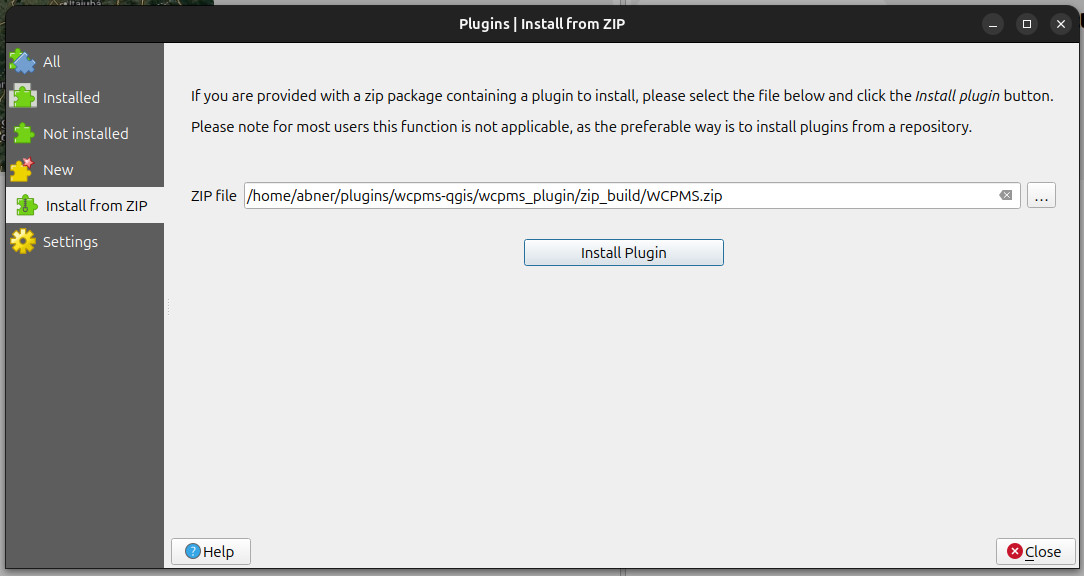 Itajubá
Plugins | Install from ZIP
All
Installed
Not installed
New
Install from ZIP
Settings
If you are provided with a zip package containing a plugin to install, please select the file below and click the Install plugin button.
Please note for most users this function is not applicable, as the preferable way is to install plugins from a repository.
ZIP file /home/abner/plugins/wcpms-qgis/wcpms_plugin/zip_build/WCPMS.zip ...
Install Plugin
Help
Close